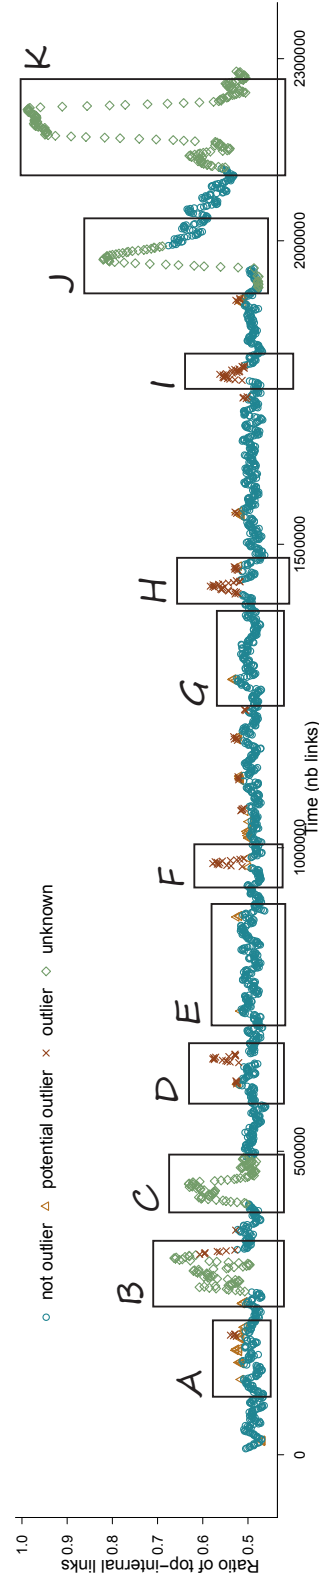 not outlier potential outlier outlier unknown
A B C D E F G H I J K
1.0
0.9
0.8
0.7
0.6
0.5
Ratio of top−internal links
0 500000 1000000 1500000 2000000 2300000
Time (nb links)